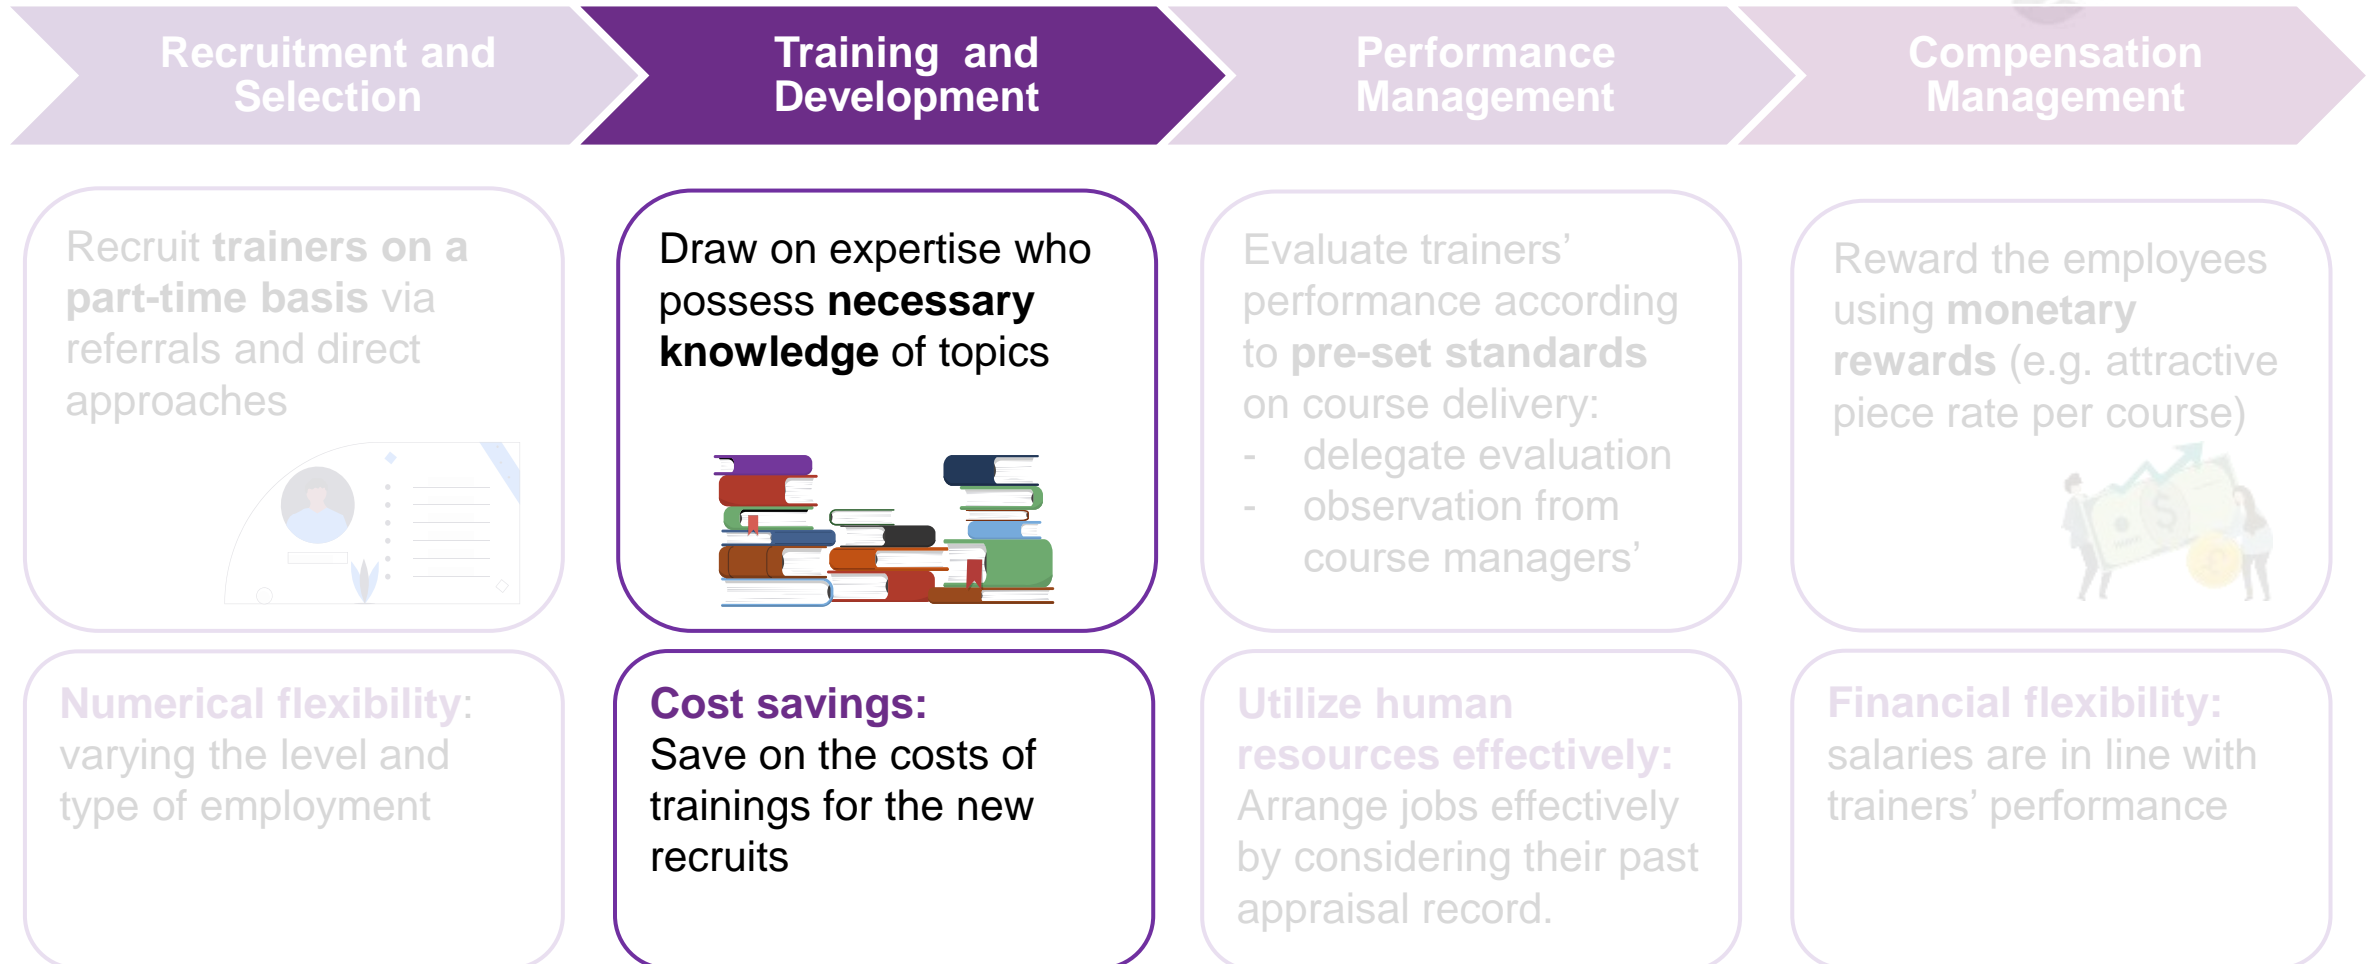 Recruitment and
Selection
Training and
Development
Performance
Management
Compensation
Management
Recruit trainers on a
part-time basis via
referrals and direct
approaches
Draw on expertise who
possess necessary
knowledge of topics
Evaluate trainers’
performance according
to pre-set standards
on course delivery:
- delegate evaluation
- observation from
course managers’
Reward the employees
using monetary
rewards (e.g. attractive
piece rate per course)
Numerical flexibility:
varying the level and
type of employment
Cost savings:
Save on the costs of
trainings for the new
recruits
Utilize human
resources effectively:
Arrange jobs effectively
by considering their past
appraisal record.
Financial flexibility:
salaries are in line with
trainers’ performance